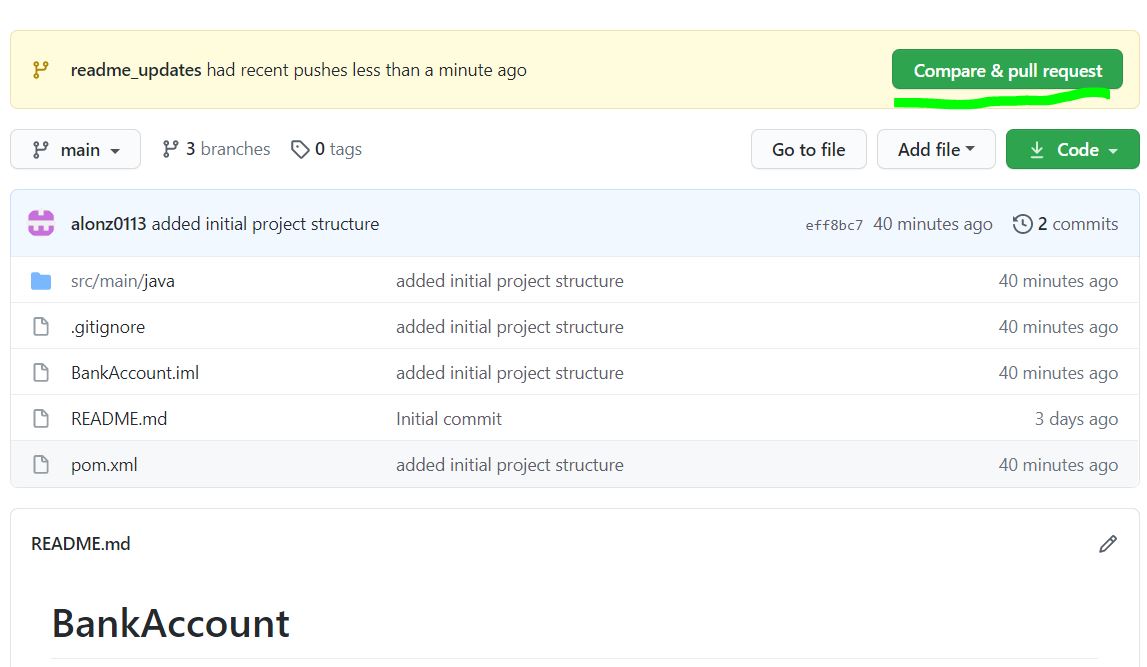 readme_updates had recent pushes less than a minute ago Compare & pull request
main 3 branches 0 tags Go to file Add file Code
alonz0113 added initial project structure eff8bc7 40 minutes ago 2 commits
src/main/java added initial project structure 40 minutes ago
.gitignore added initial project structure 40 minutes ago
BankAccount.iml added initial project structure 40 minutes ago
README.md Initial commit 3 days ago
pom.xml added initial project structure 40 minutes ago
README.md
BankAccount